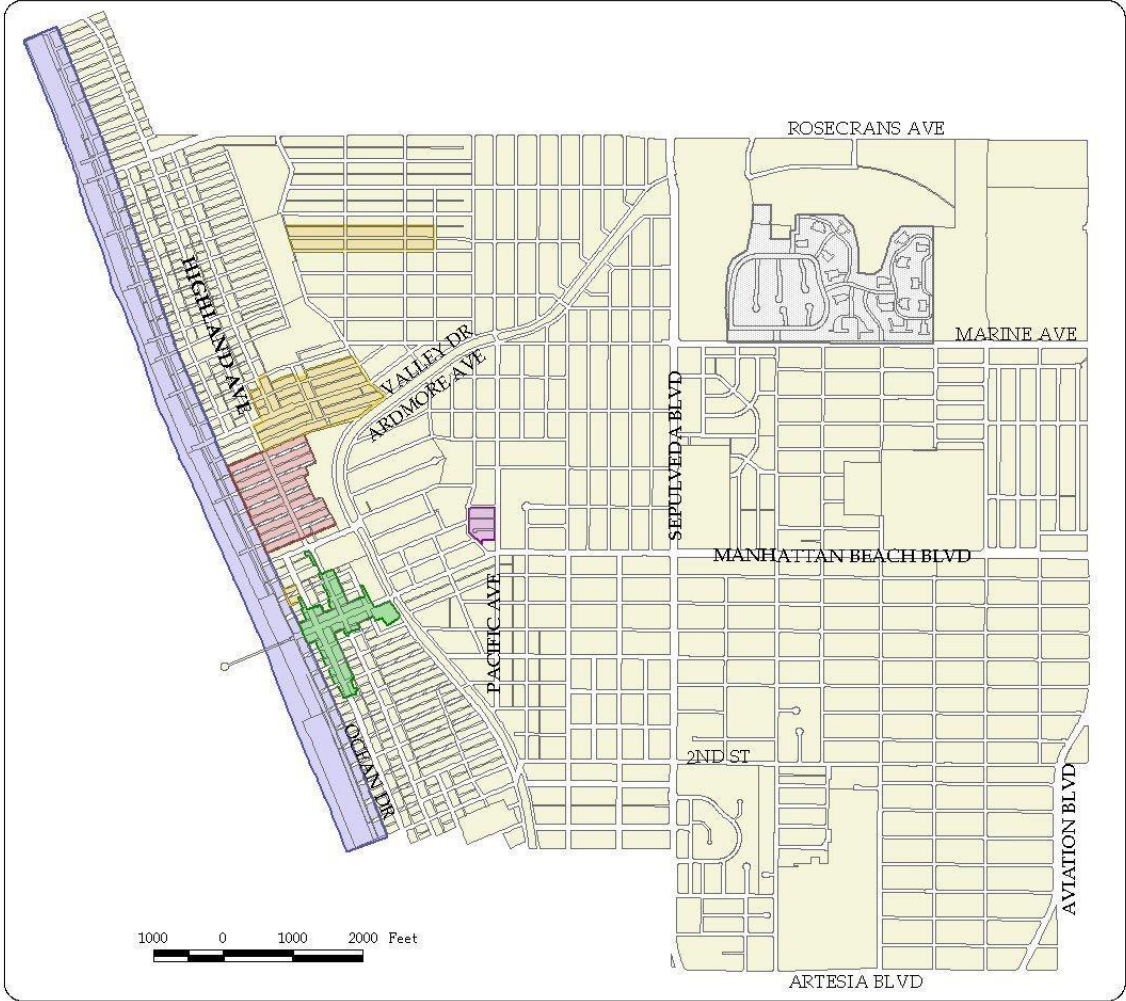 ROSECRANS AVE
HIGHLAND AVE
VALLEY DR
ARDMORE AVE
MARINE AVE
SEPULVEDA BLVD
MANHATTAN BEACH BLVD
PACIFIC AVE
OCEAN DR
2ND ST
AVIATION BLVD
1000 0 1000 2000 Feet
ARTESIA BLVD